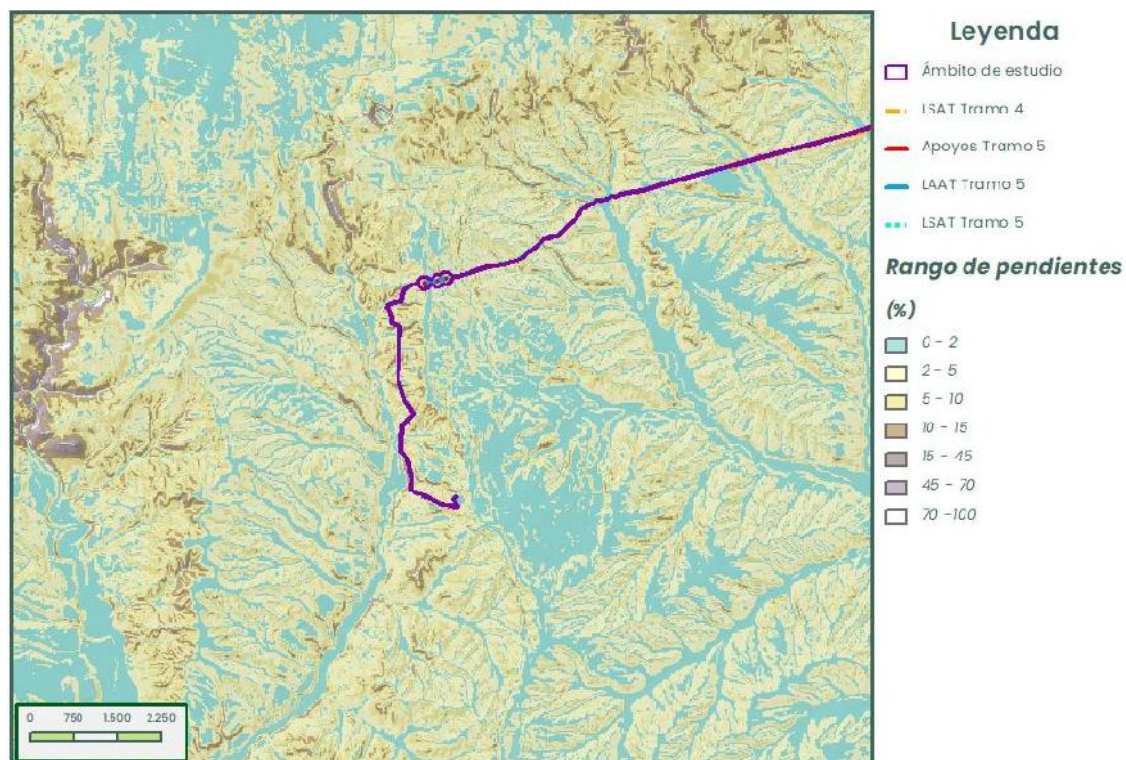 Leyenda
Ámbito de estudio
LSAT Tramo 4
Apoyos Tramo 5
LAAT Tramo 5
LSAT Tramo 5
Rango de pendientes
(%)
0 - 2
2 - 5
5 - 10
10 - 15
15 - 45
45 - 70
70 -100
0 750 1.500 2.250